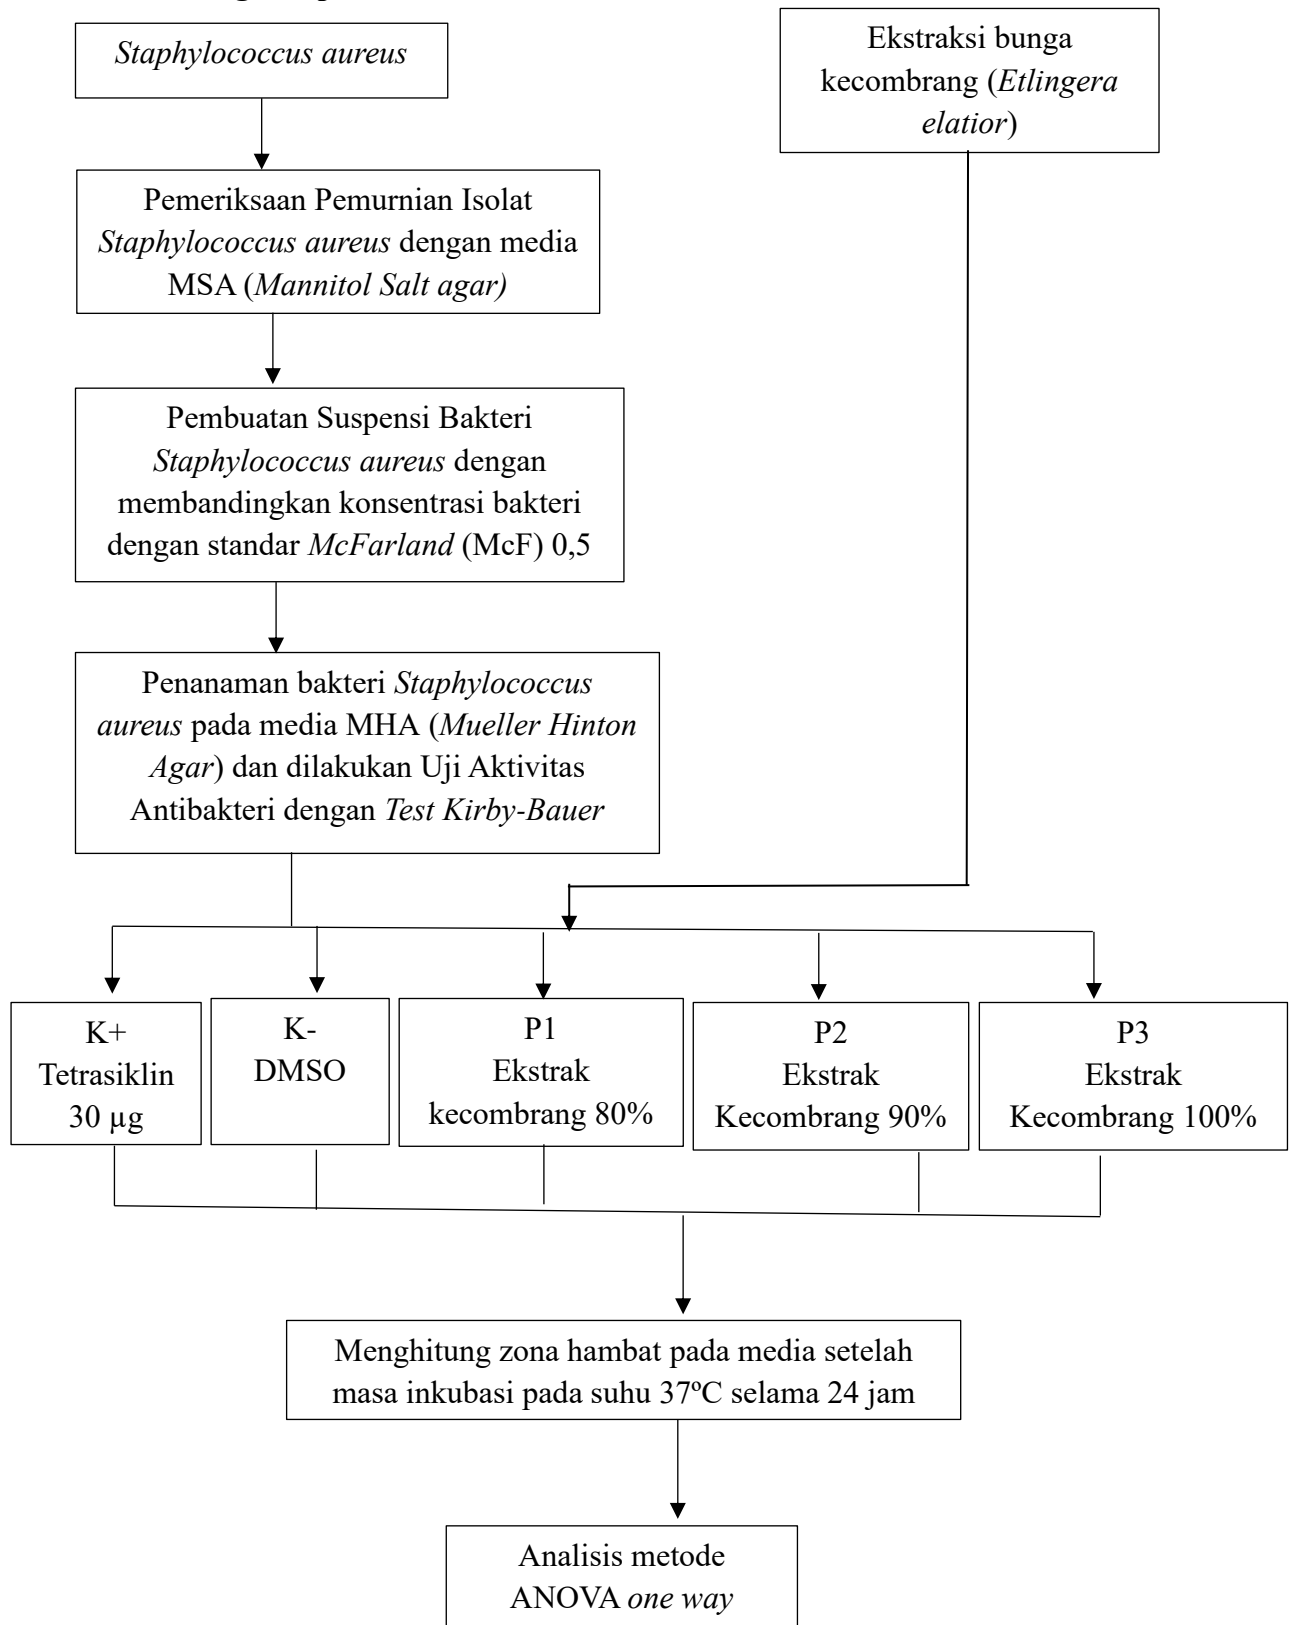 Staphylococcus aureus
Ekstraksi bunga
kecombrang (Etlingera
elatior)
Pemeriksaan Pemurnian Isolat
Staphylococcus aureus dengan media
MSA (Mannitol Salt agar)
Pembuatan Suspensi Bakteri
Staphylococcus aureus dengan
membandingkan konsentrasi bakteri
dengan standar McFarland (McF) 0,5
Penanaman bakteri Staphylococcus
aureus pada media MHA (Mueller Hinton
Agar) dan dilakukan Uji Aktivitas
Antibakteri dengan Test Kirby-Bauer
K+
Tetrasiklin
30 µg
K-
DMSO
P1
Ekstrak
kecombrang 80%
P2
Ekstrak
Kecombrang 90%
P3
Ekstrak
Kecombrang 100%
Menghitung zona hambat pada media setelah
masa inkubasi pada suhu 37ºC selama 24 jam
Analisis metode
ANOVA one way